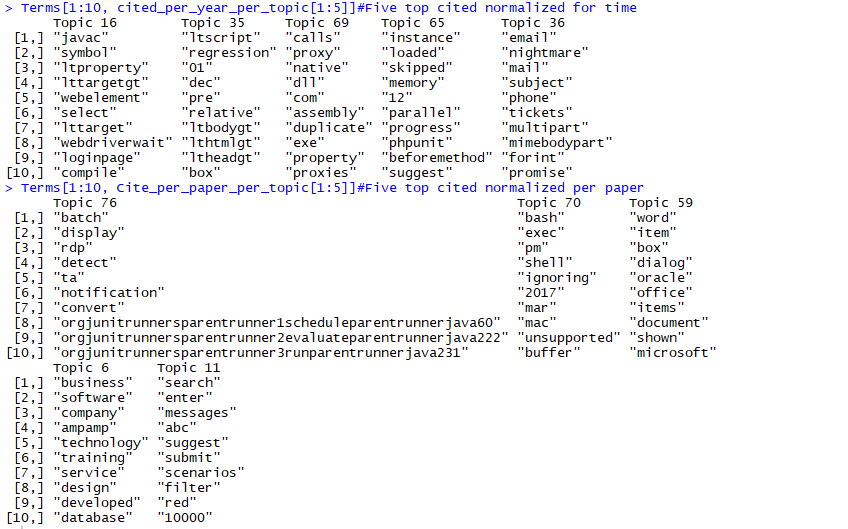 > Terms[1:10, cited_per_year_per_topic[1:5]]#Five top cited normalized for time
Topic 16 Topic 35 Topic 69 Topic 65 Topic 36
[1,] "javac" "ltscript" "calls" "instance" "email"
[2,] "symbol" "regression" "proxy" "loaded" "nightmare"
[3,] "ltproperty" "01" "native" "skipped" "mail"
[4,] "lttargetgt" "dec" "dll" "memory" "subject"
[5,] "webelement" "pre" "com" "12" "phone"
[6,] "select" "relative" "assembly" "parallel" "tickets"
[7,] "lttarget" "ltbodygt" "duplicate" "progress" "multipart"
[8,] "webdriverwait" "lthtmlgt" "exe" "phpunit" "mimebodypart"
[9,] "loginpage" "ltheadgt" "property" "beforemethod" "forint"
[10,] "compile" "box" "proxies" "suggest" "promise"
> Terms[1:10, Cite_per_paper_per_topic[1:5]]#Five top cited normalized per paper
Topic 76 Topic 70 Topic 59
[1,] "batch" "bash" "word"
[2,] "display" "exec" "item"
[3,] "rdp" "pm" "box"
[4,] "detect" "shell" "dialog"
[5,] "ta" "ignoring" "oracle"
[6,] "notification" "2017" "office"
[7,] "convert" "mar" "items"
[8,] "orgjunitrunnersparentrunner1scheduleparentrunnerjava60" "mac" "document"
[9,] "orgjunitrunnersparentrunner2evaluateparentrunnerjava222" "unsupported" "shown"
[10,] "orgjunitrunnersparentrunner3runparentrunnerjava231" "buffer" "microsoft"
Topic 6 Topic 11
[1,] "business" "search"
[2,] "software" "enter"
[3,] "company" "messages"
[4,] "ampamp" "abc"
[5,] "technology" "suggest"
[6,] "training" "submit"
[7,] "service" "scenarios"
[8,] "design" "filter"
[9,] "developed" "red"
[10,] "database" "10000"